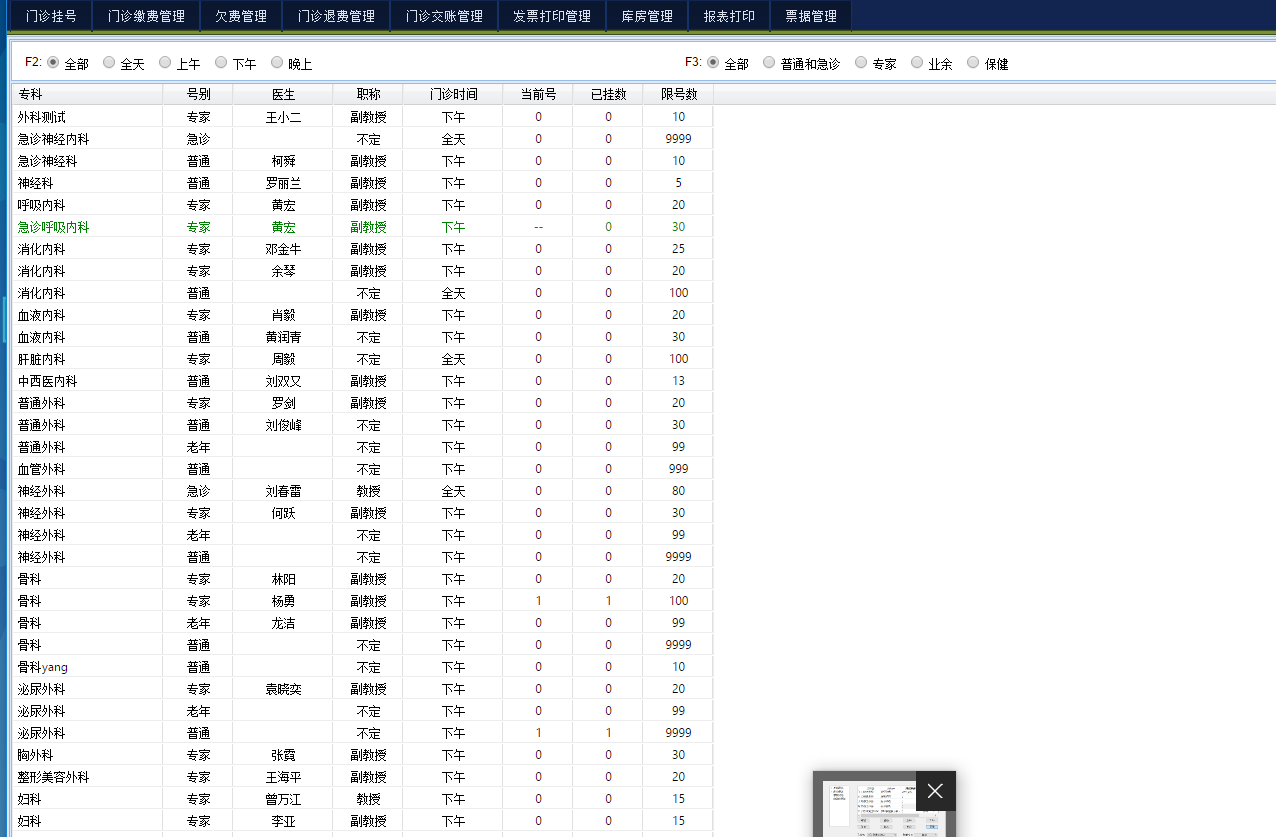 门诊挂号 门诊缴费管理 欠费管理 门诊退费管理 门诊交账管理 发票打印管理 库房管理 报表打印 票据管理
F2: 全部 全天 上午 下午 晚上 F3: 全部 普通和急诊 专家 业余 保健
专科 号别 医生 职称 门诊时间 当前号 已挂数 限号数
外科测试 专家 王小二 副教授 下午 0 0 10
急诊神经内科 急诊 不定 全天 0 0 9999
急诊神经科 普通 柯舜 副教授 下午 0 0 10
神经科 普通 罗丽兰 副教授 下午 0 0 5
呼吸内科 专家 黄宏 副教授 下午 0 0 20
急诊呼吸内科 专家 黄宏 副教授 下午 -- 0 30
消化内科 专家 邓金牛 副教授 下午 0 0 25
消化内科 专家 余琴 副教授 下午 0 0 20
消化内科 普通 不定 全天 0 0 100
血液内科 专家 肖毅 副教授 下午 0 0 20
血液内科 普通 黄润青 不定 下午 0 0 30
肝脏内科 专家 周毅 不定 全天 0 0 100
中西医内科 普通 刘双又 副教授 下午 0 0 13
普通外科 专家 罗剑 副教授 下午 0 0 20
普通外科 普通 刘俊峰 不定 下午 0 0 30
普通外科 老年 不定 下午 0 0 99
血管外科 普通 不定 下午 0 0 999
神经外科 急诊 刘春雷 教授 全天 0 0 80
神经外科 专家 何跃 副教授 下午 0 0 30
神经外科 老年 不定 下午 0 0 99
神经外科 普通 不定 下午 0 0 9999
骨科 专家 林阳 副教授 下午 0 0 20
骨科 专家 杨勇 副教授 下午 1 1 100
骨科 老年 龙洁 副教授 下午 0 0 99
骨科 普通 不定 下午 0 0 9999
骨科yang 普通 不定 下午 0 0 10
泌尿外科 专家 袁晓奕 副教授 下午 0 0 20
泌尿外科 老年 不定 下午 0 0 99
泌尿外科 普通 不定 下午 1 1 9999
胸外科 专家 张霓 副教授 下午 0 0 30
整形美容外科 专家 王海平 副教授 下午 0 0 20
妇科 专家 曾万江 教授 下午 0 0 15
妇科 专家 李亚 副教授 下午 0 0 15